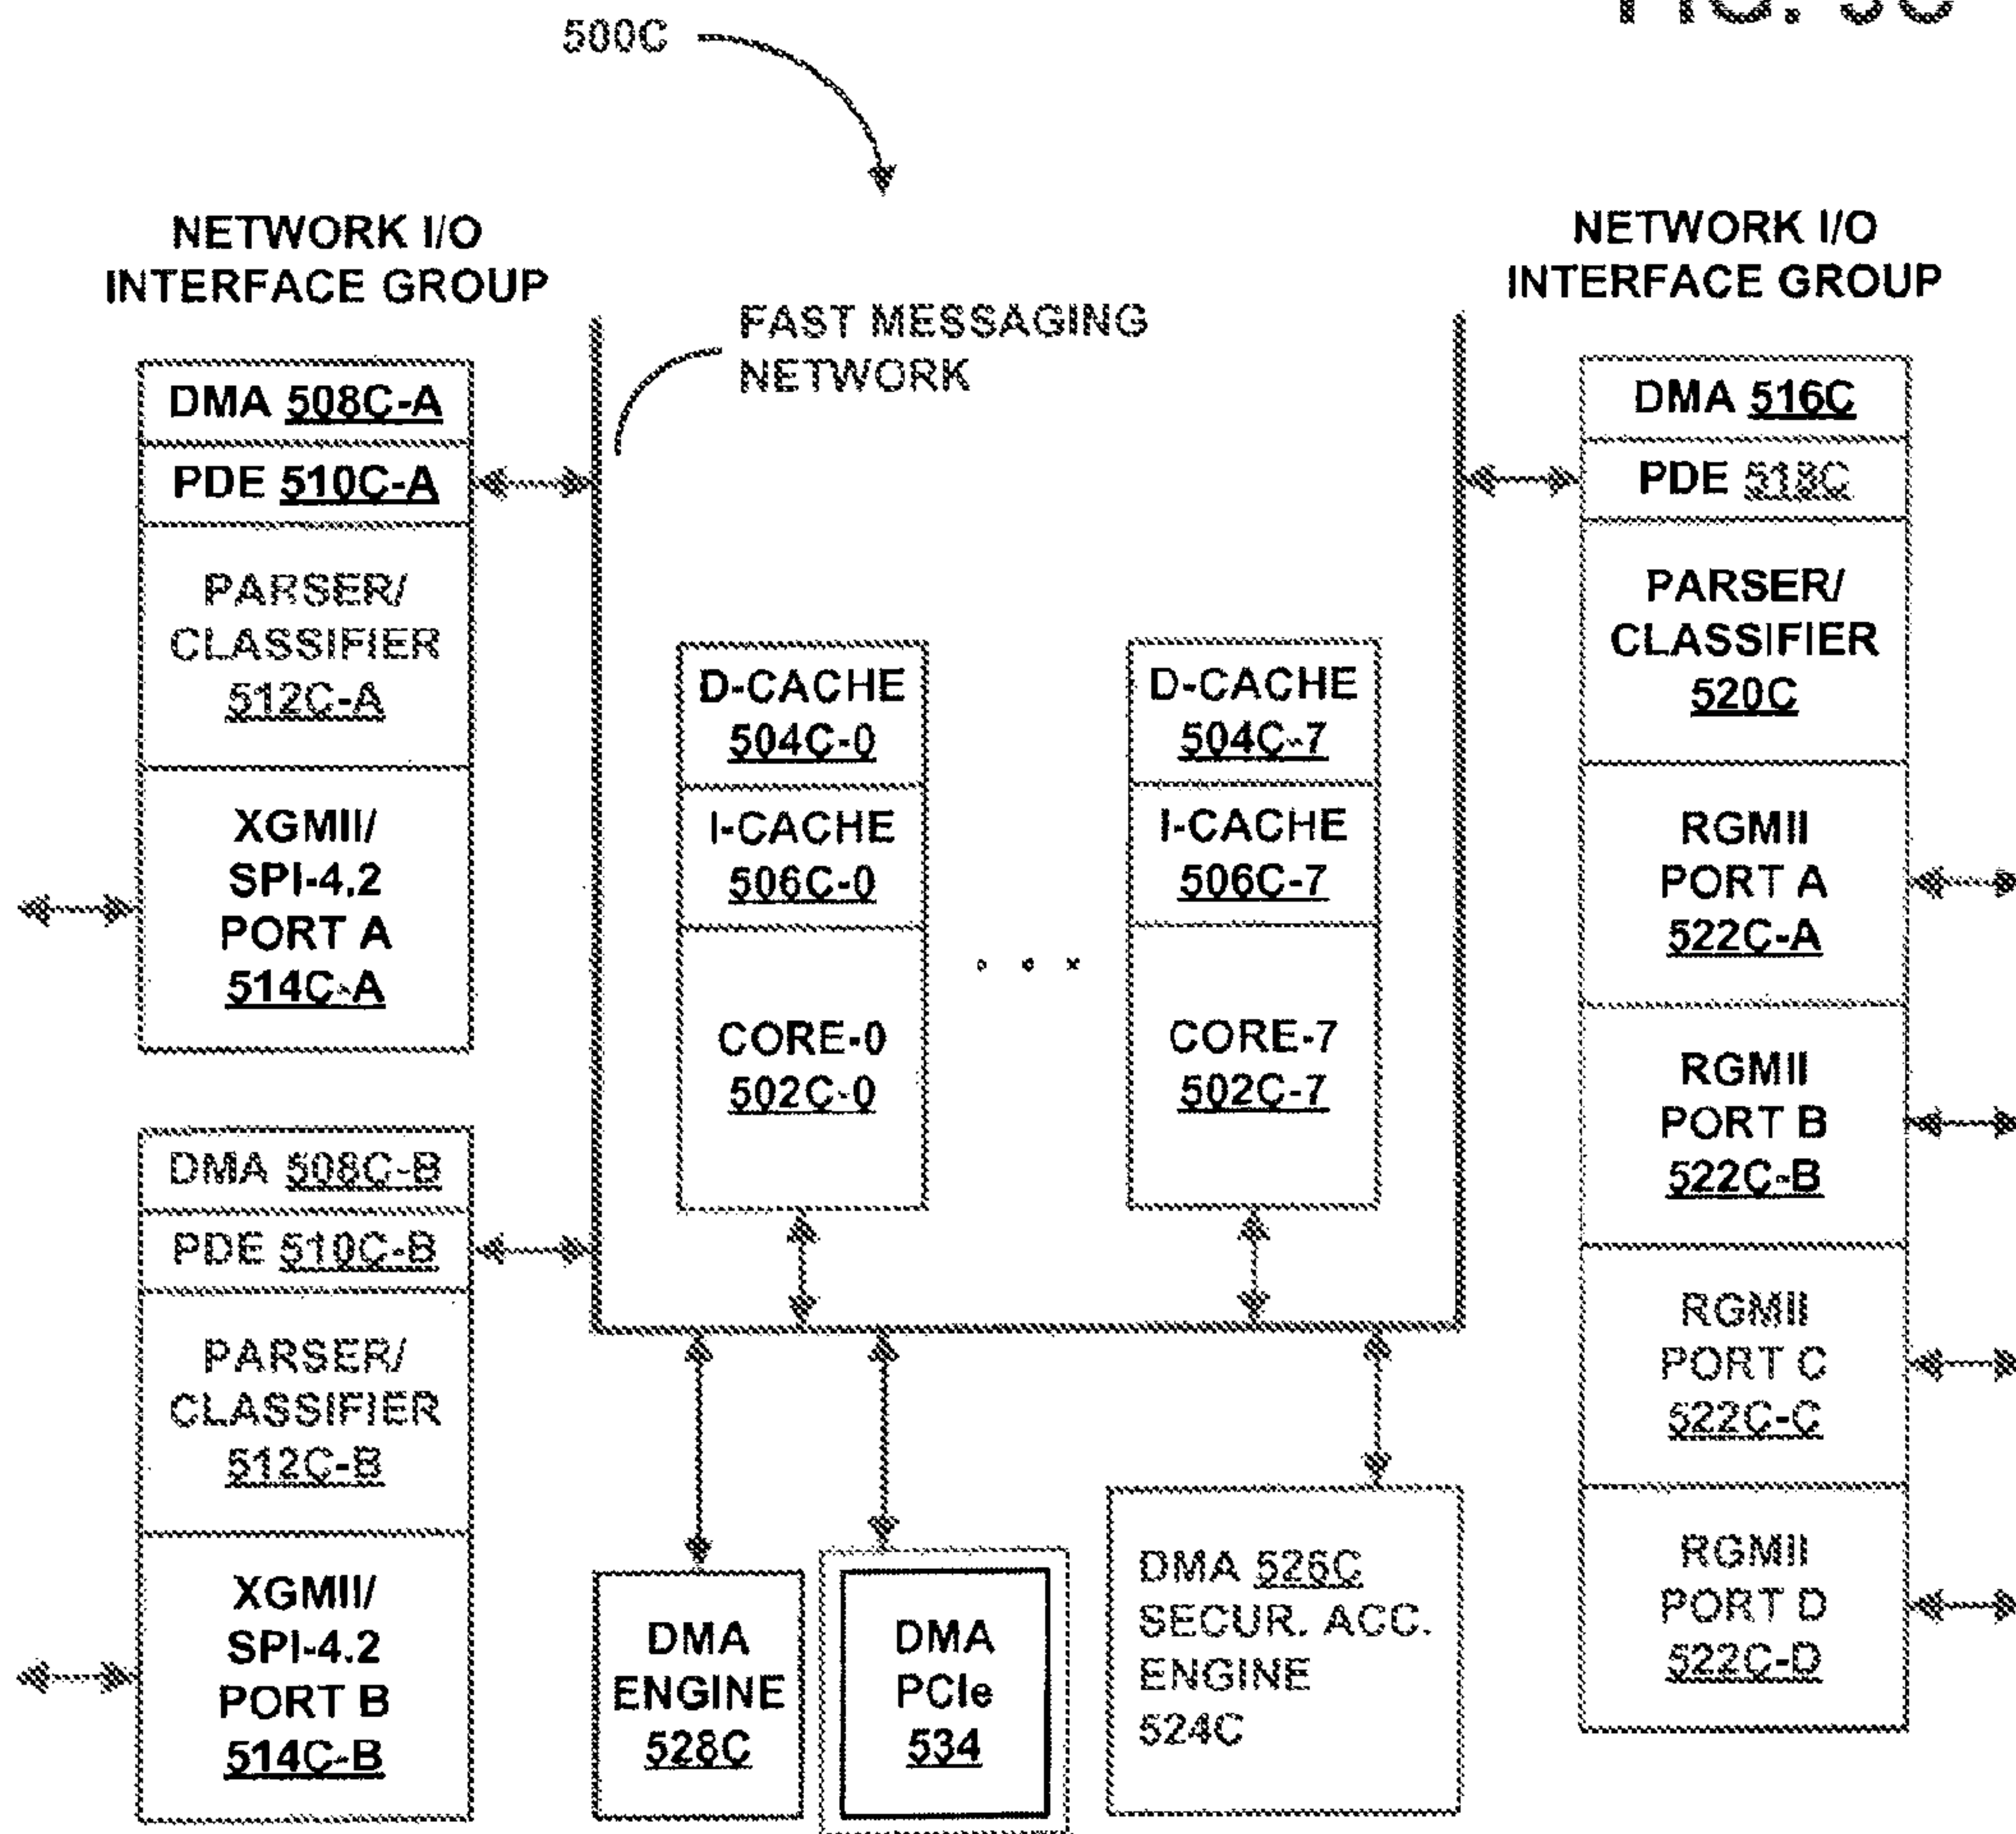 FIG. 5C
500C
NETWORK I/O
INTERFACE GROUP
DMA 508C-A
PDE 510C-A
PARSER/
CLASSIFIER
512C-A
XGMII/
SPI-4.2
PORT A
514C-A
DMA 508C-B
PDE 510C-B
PARSER/
CLASSIFIER
512C-B
XGMII/
SPI-4.2
PORT B
514C-B
FAST MESSAGING
NETWORK
D-CACHE
504C-0
I-CACHE
506C-0
CORE-0
502C-0
. . .
D-CACHE
504C-7
I-CACHE
506C-7
CORE-7
502C-7
DMA
ENGINE
528C
DMA
PCIe
534
DMA 526C
SECUR. ACC.
ENGINE
524C
NETWORK I/O
INTERFACE GROUP
DMA 516C
PDE 518C
PARSER/
CLASSIFIER
520C
RGMII
PORT A
522C-A
RGMII
PORT B
522C-B
RGMII
PORT C
522C-C
RGMII
PORT D
522C-D